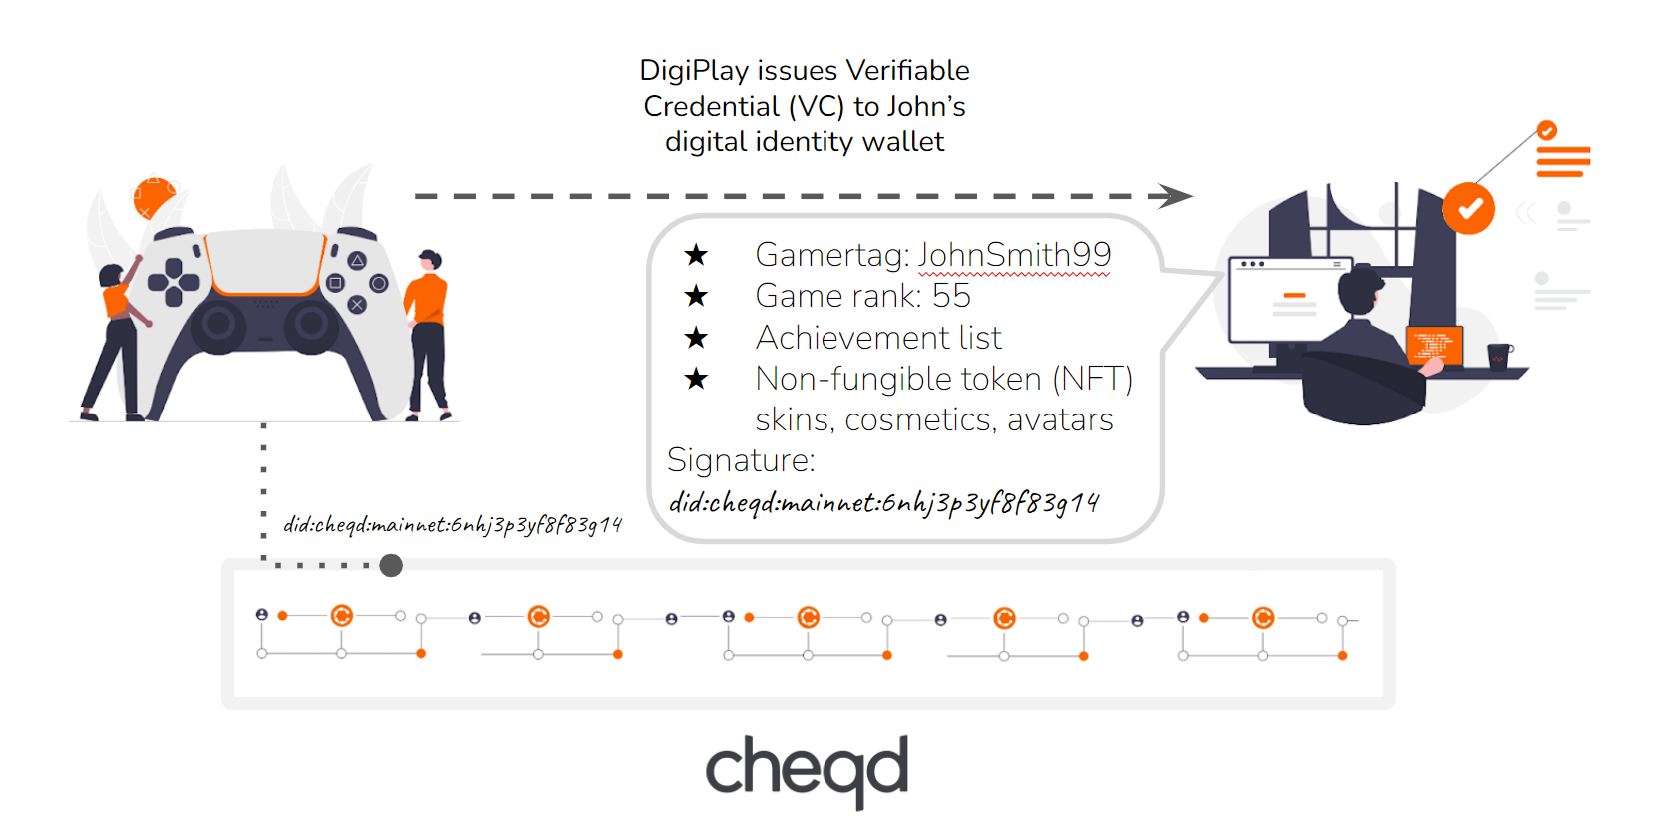 DigiPlay issues Verifiable
Credential (VC) to John's
digital identity wallet
★ Gamertag: JohnSmith99
★ Game rank: 55
★ Achievement list
★ Non-fungible token (NFT)
skins, cosmetics, avatars
Signature:
did:cheqd:mainnet:6nhj3p3yf8f83g14
did:cheqd:mainnet:6nhj3p3yf8f83g14
cheqd